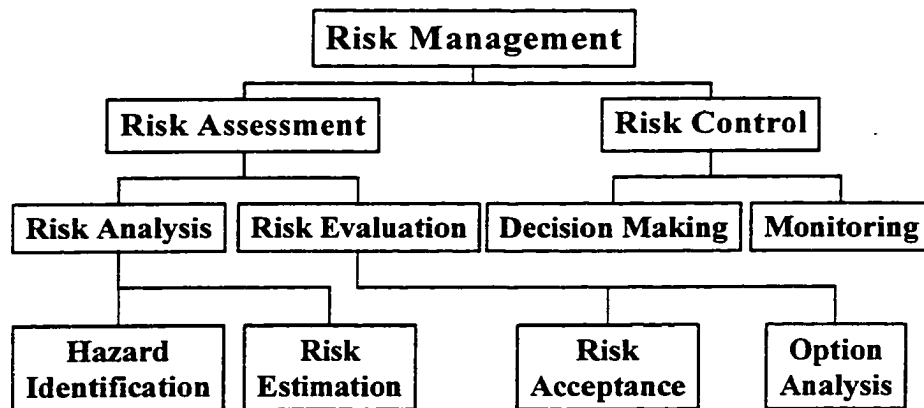 Risk Management
Risk Assessment
Risk Control
Risk Analysis
Risk Evaluation
Decision Making
Monitoring
Hazard
Identification
Risk
Estimation
Risk
Acceptance
Option
Analysis